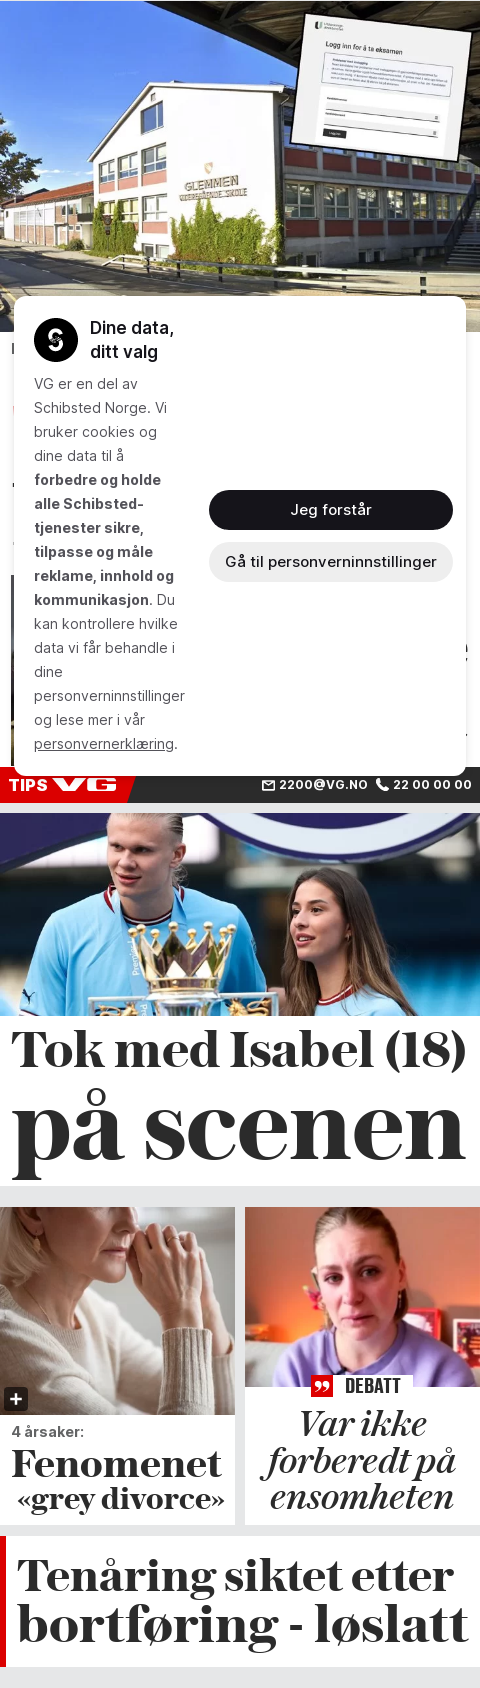 Logg inn for å ta eksamen
GLEMMEN
VIDEREGÅENDE SKOLE
Dine data,
ditt valg
VG er en del av
Schibsted Norge. Vi
bruker cookies og
dine data til å
forbedre og holde
alle Schibsted-
tjenester sikre,
tilpasse og måle
reklame, innhold og
kommunikasjon. Du
kan kontrollere hvilke
data vi får behandle i
dine
personverninnstillinger
og lese mer i vår
personvernerklæring.
Jeg forstår
Gå til personverninnstillinger
TIPS VG 2200@VG.NO 22 00 00 00
Tok med Isabel (18)
på scenen
4 årsaker:
Fenomenet
«grey divorce»
DEBATT
Var ikke
forberedt på
ensomheten
Tenåring siktet etter
bortføring - løslatt